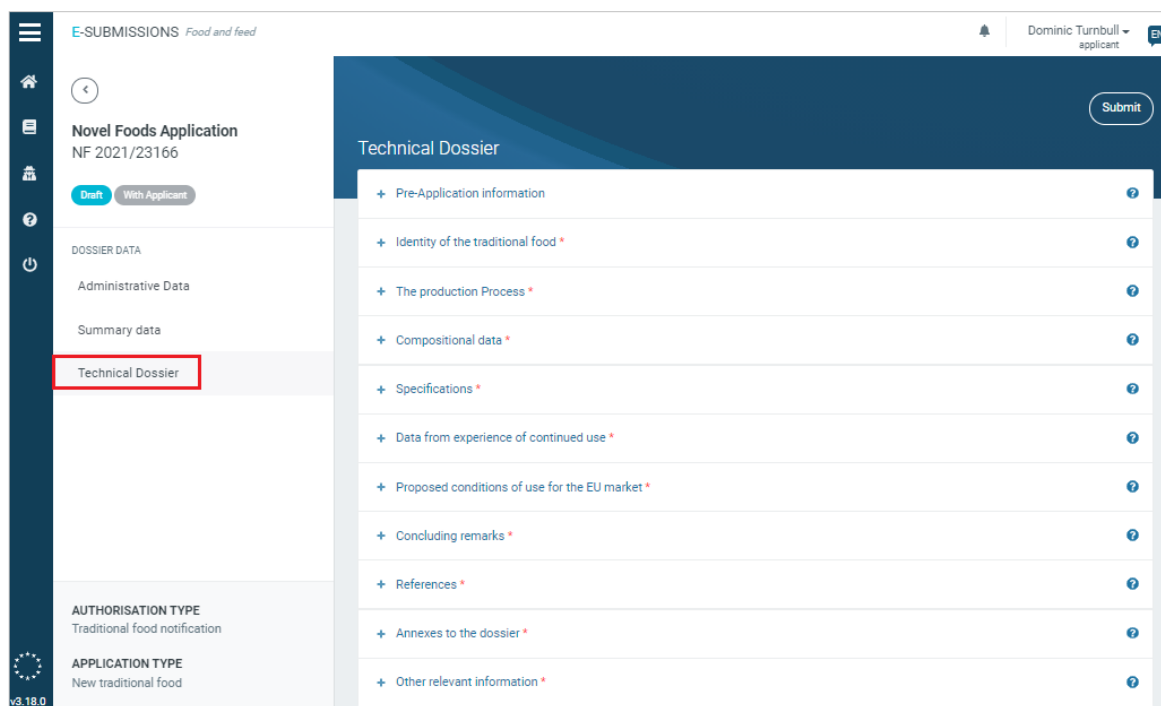 E-SUBMISSIONS Food and feed
Dominic Turnbull
applicant
EN
Novel Foods Application
NF 2021/23166
Draft
With Applicant
DOSSIER DATA
Administrative Data
Summary data
Technical Dossier
AUTHORISATION TYPE
Traditional food notification
APPLICATION TYPE
New traditional food
v3.18.0
Submit
Technical Dossier
+ Pre-Application information
+ Identity of the traditional food *
+ The production Process *
+ Compositional data *
+ Specifications *
+ Data from experience of continued use *
+ Proposed conditions of use for the EU market *
+ Concluding remarks *
+ References *
+ Annexes to the dossier *
+ Other relevant information *